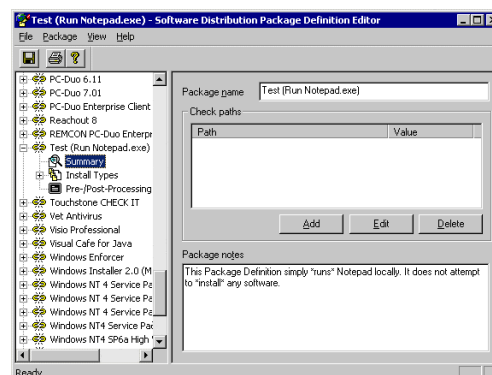 Test (Run Notepad.exe) - Software Distribution Package Definition Editor
File Package View Help
PC-Duo 6.11
PC-Duo 7.01
PC-Duo Enterprise Client
Reachout 8
REMCON PC-Duo Enterpr
Test (Run Notepad.exe)
Summary
Install Types
Pre-/Post-Processing
Touchstone CHECK IT
Vet Antivirus
Visio Professional
Visual Cafe for Java
Windows Enforcer
Windows Installer 2.0 (M
Windows NT 4 Service Pa
Windows NT 4 Service Pa
Windows NT 4 Service Pa
Windows NT4 Service Pac
Windows NT4 SP6a High
Package name Test (Run Notepad.exe)
Check paths
Path Value
Add Edit Delete
Package notes
This Package Definition simply "runs" Notepad locally. It does not attempt
to "install" any software.
Ready